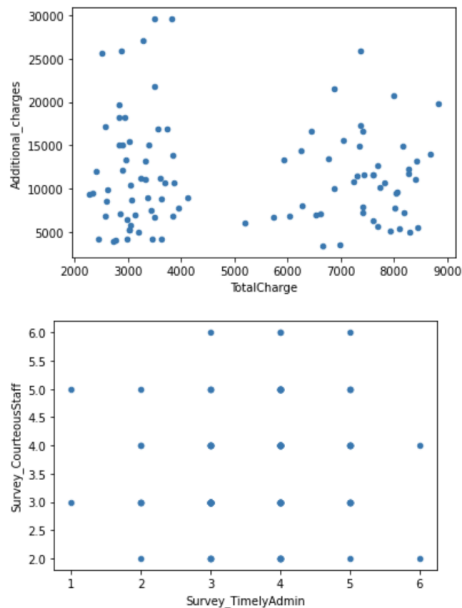 30000
25000
20000
15000
10000
5000
Additional_charges
2000 3000 4000 5000 6000 7000 8000 9000
TotalCharge
6.0
5.5
5.0
4.5
4.0
3.5
3.0
2.5
2.0
Survey_CourteousStaff
1 2 3 4 5 6
Survey_TimelyAdmin